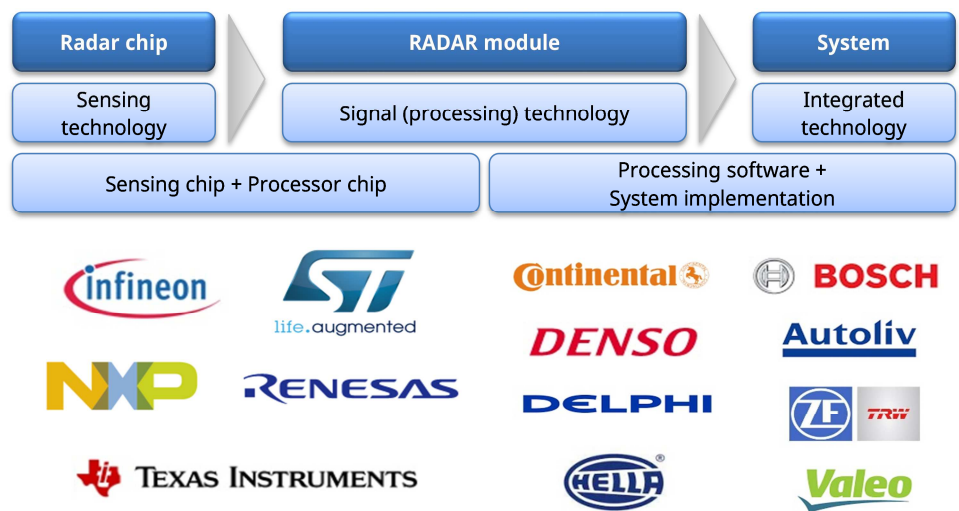 Radar chip
RADAR module
System
Sensing
technology
Signal (processing) technology
Integrated
technology
Sensing chip + Processor chip
Processing software +
System implementation
infineon
ST
life.augmented
Continental
BOSCH
DENSO
Autoliv
NXP
RENESAS
DELPHI
ZF
TRW
TEXAS INSTRUMENTS
HELLA
®
Valeo